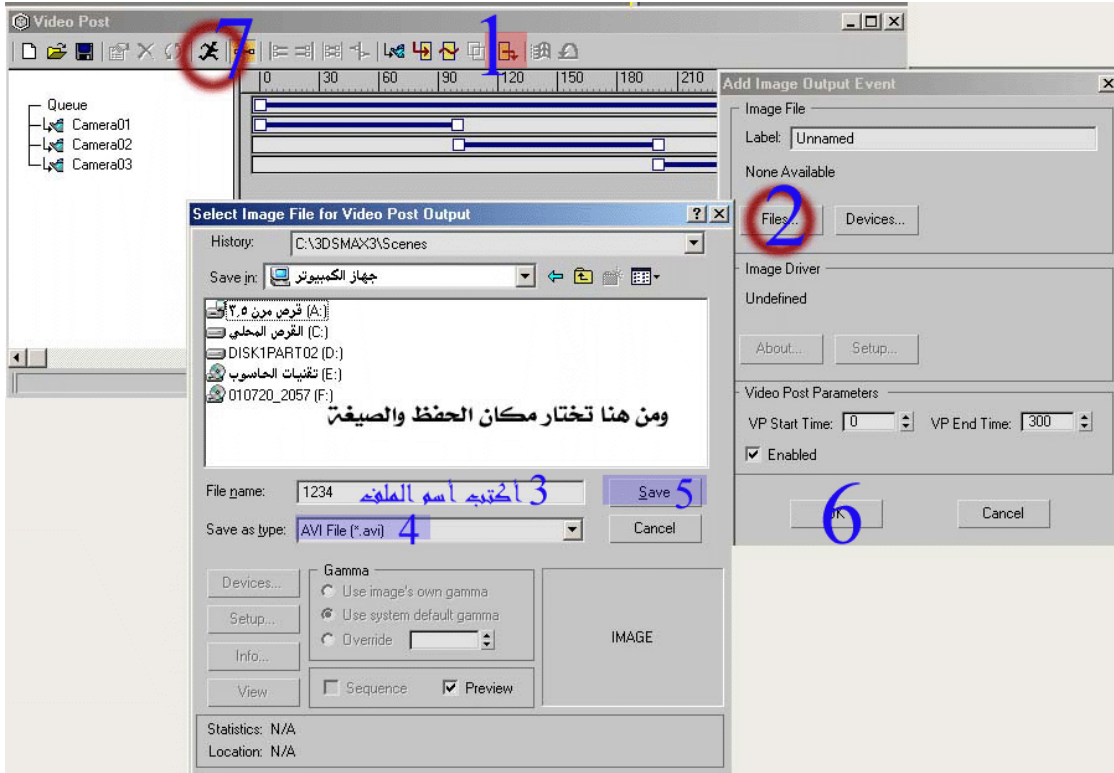 Video Post
1
7
0 30 60 90 120 150 180 210
Queue
Camera01
Camera02
Camera03
Add Image Output Event
Image File
Label: Unnamed
None Available
Files... Devices...
2
Image Driver
Undefined
About... Setup...
Video Post Parameters
VP Start Time: 0 VP End Time: 300
Enabled
OK Cancel
6
Select Image File for Video Post Output
History: C:\3DSMAX3\Scenes
Save in: جهاز الكمبيوتر
قرص مرن ٣,٥ (A:)
القرص المحلي (C:)
DISK1PART02 (D:)
تقنيات الحاسوب (E:)
010720_2057 (F:)
ومن هنا تختار مكان الحفظ والصيغة
File name: 1234 3 أكتب أسم الملف Save 5
Save as type: AVI File (*.avi) 4 Cancel
Devices...
Setup...
Info...
View
Gamma
Use image's own gamma
Use system default gamma
Override
Sequence Preview
IMAGE
Statistics: N/A
Location: N/A